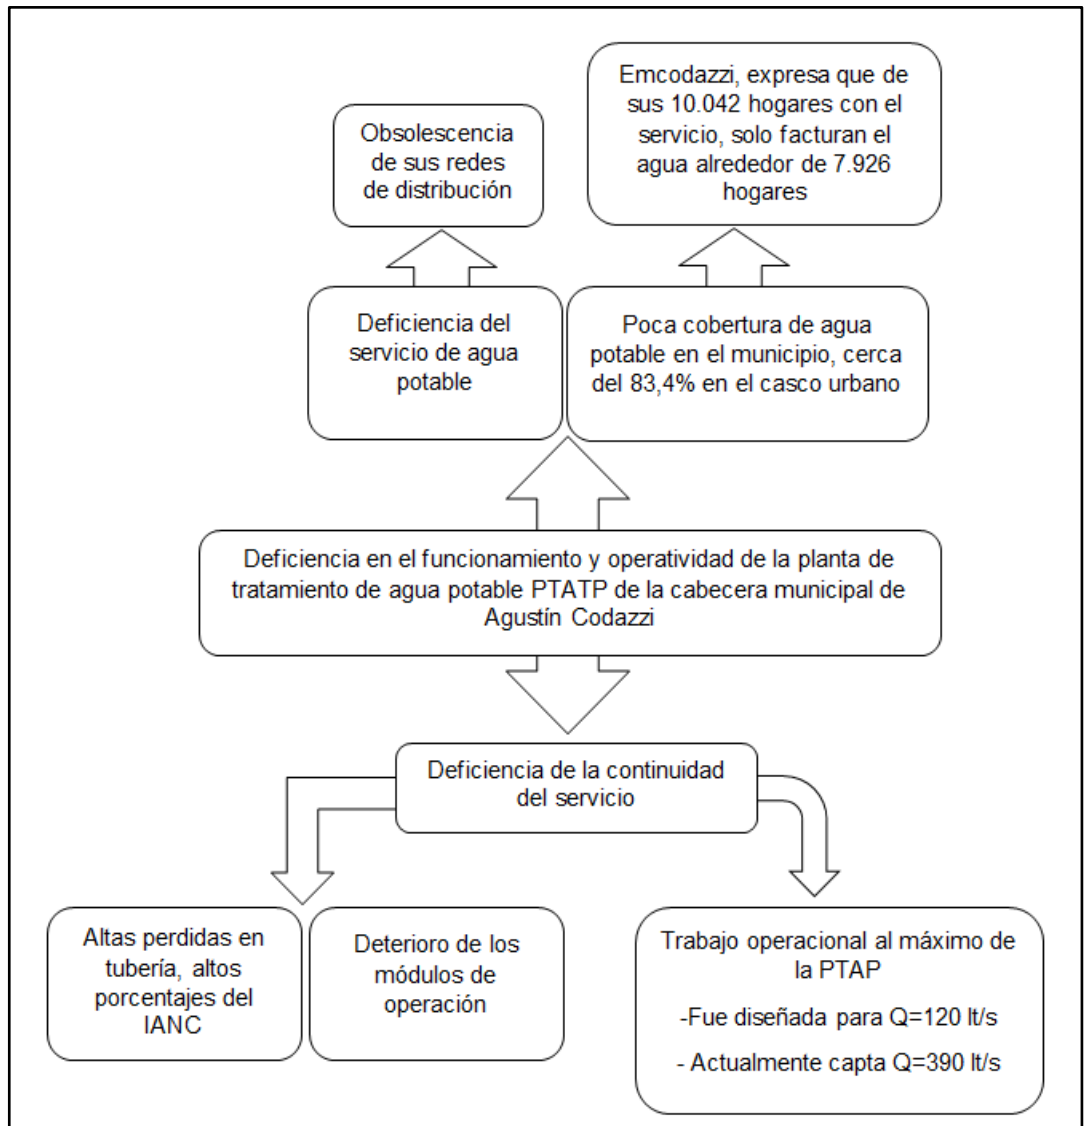 Emcodazzi, expresa que de
sus 10.042 hogares con el
servicio, solo facturan el
agua alrededor de 7.926
hogares
Obsolescencia
de sus redes
de distribución
Deficiencia del
servicio de agua
potable
Poca cobertura de agua
potable en el municipio, cerca
del 83,4% en el casco urbano
Deficiencia en el funcionamiento y operatividad de la planta de
tratamiento de agua potable PTATP de la cabecera municipal de
Agustín Codazzi
Deficiencia de la continuidad
del servicio
Altas perdidas en
tubería, altos
porcentajes del
IANC
Deterioro de los
módulos de
operación
Trabajo operacional al máximo de
la PTAP
-Fue diseñada para Q=120 lt/s
- Actualmente capta Q=390 lt/s